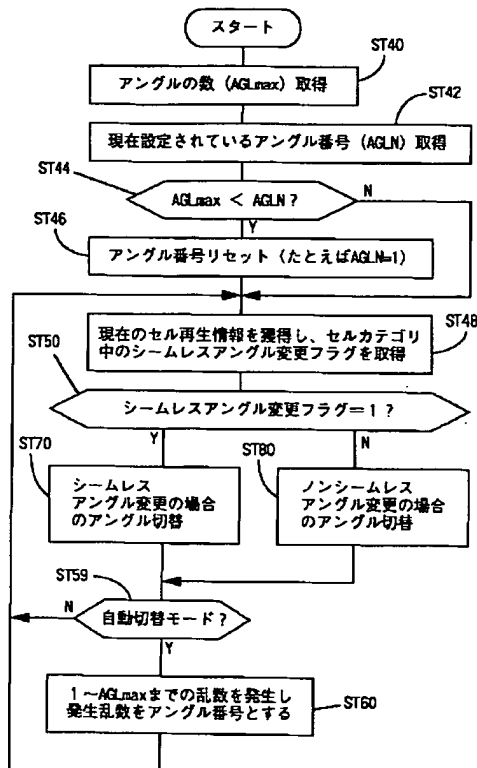 スタート
ST40
アングルの数（AGLmax）取得
ST42
現在設定されているアングル番号（AGLN）取得
ST44
AGLmax ＜ AGLN？
N
Y
ST46
アングル番号リセット（たとえばAGLN=1）
ST48
現在のセル再生情報を獲得し、セルカテゴリ
中のシームレスアングル変更フラグを取得
ST50
シームレスアングル変更フラグ＝１？
Y
N
ST70
シームレス
アングル変更の場合
のアングル切替
ST80
ノンシームレス
アングル変更の場合
のアングル切替
ST59
自動切替モード？
N
Y
１～AGLmaxまでの乱数を発生し
発生乱数をアングル番号とする
ST60